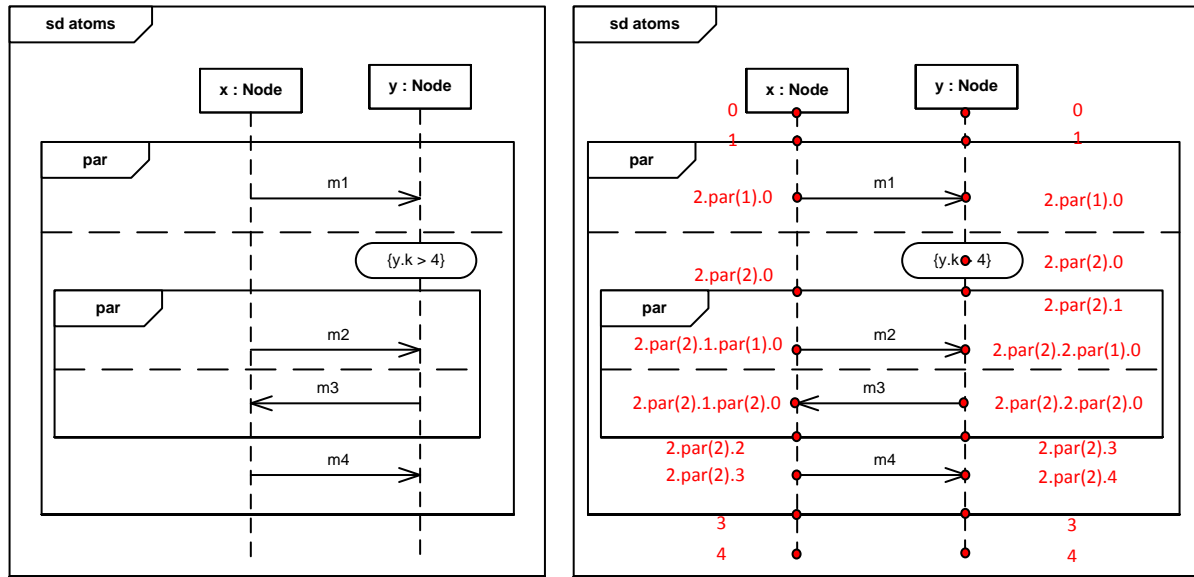 sd atoms
x : Node
y : Node
par
m1
{y.k > 4}
par
m2
m3
m4
sd atoms
x : Node
y : Node
0
0
1
1
par
m1
2.par(1).0
2.par(1).0
{y.k
4}
2.par(2).0
2.par(2).0
2.par(2).1
par
m2
2.par(2).1.par(1).0
2.par(2).2.par(1).0
m3
2.par(2).1.par(2).0
2.par(2).2.par(2).0
2.par(2).2
2.par(2).3
m4
2.par(2).3
2.par(2).4
3
3
4
4